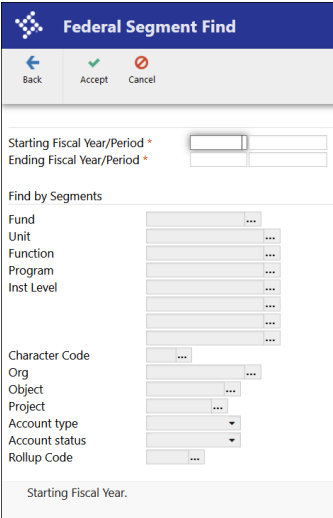 Federal Segment Find
Back Accept Cancel
Starting Fiscal Year/Period *
Ending Fiscal Year/Period *
Find by Segments
Fund ...
Unit ...
Function ...
Program ...
Inst Level ...
...
...
...
Character Code ...
Org ...
Object ...
Project ...
Account type
Account status
Rollup Code ...
Starting Fiscal Year.